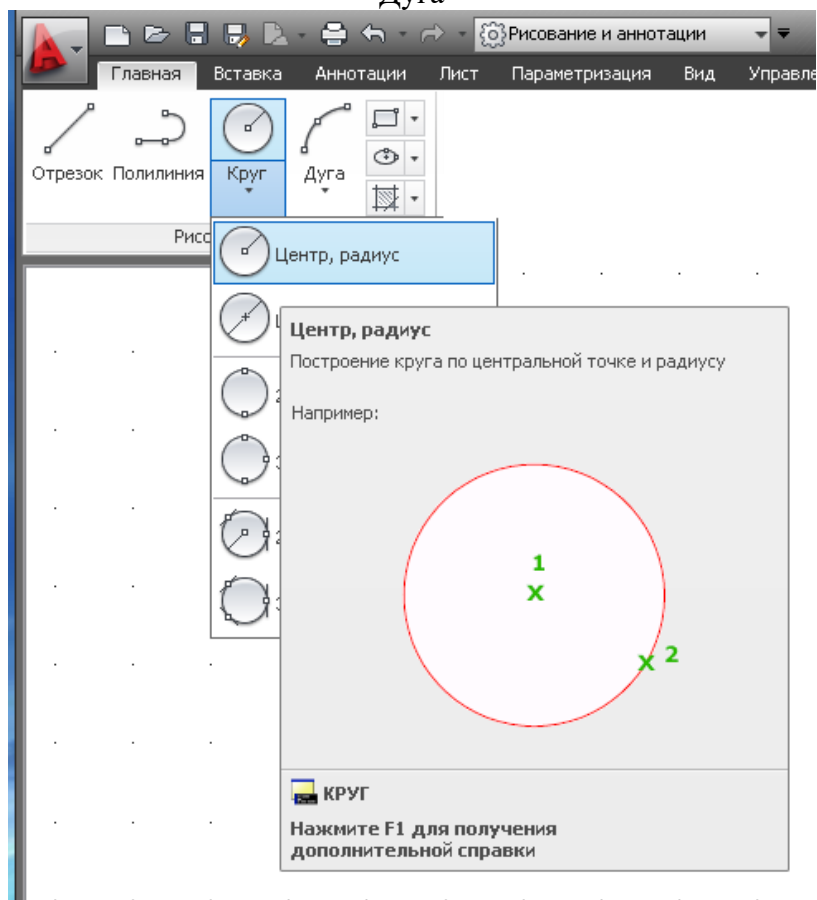 Дуга
Рисование и аннотации
Главная Вставка Аннотации Лист Параметризация Вид
Отрезок Полилиния Круг Дуга
Центр, радиус
Центр, радиус
Построение круга по центральной точке и радиусу
Например:
1
x
x 2
КРУГ
Нажмите F1 для получения
дополнительной справки